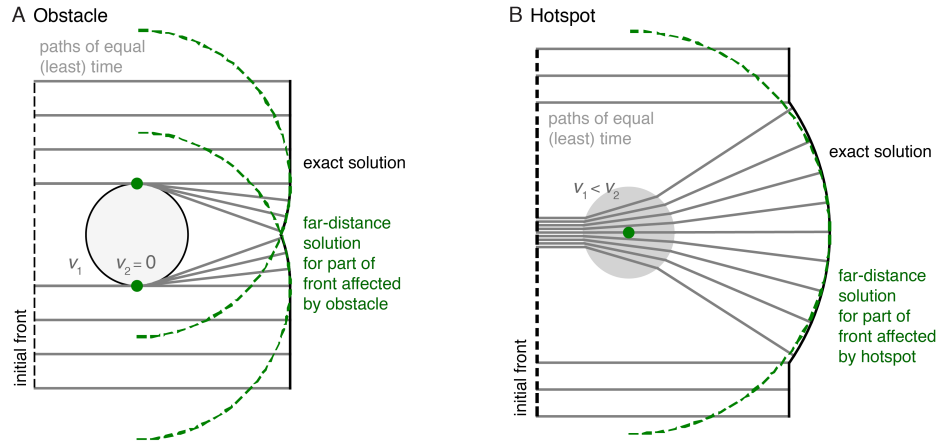 A Obstacle
paths of equal
(least) time
exact solution
far-distance
solution
for part of
front affected
by obstacle
v1
v2=0
initial front
B Hotspot
paths of equal
(least) time
exact solution
v1<v2
far-distance
solution
for part of
front affected
by hotspot
initial front